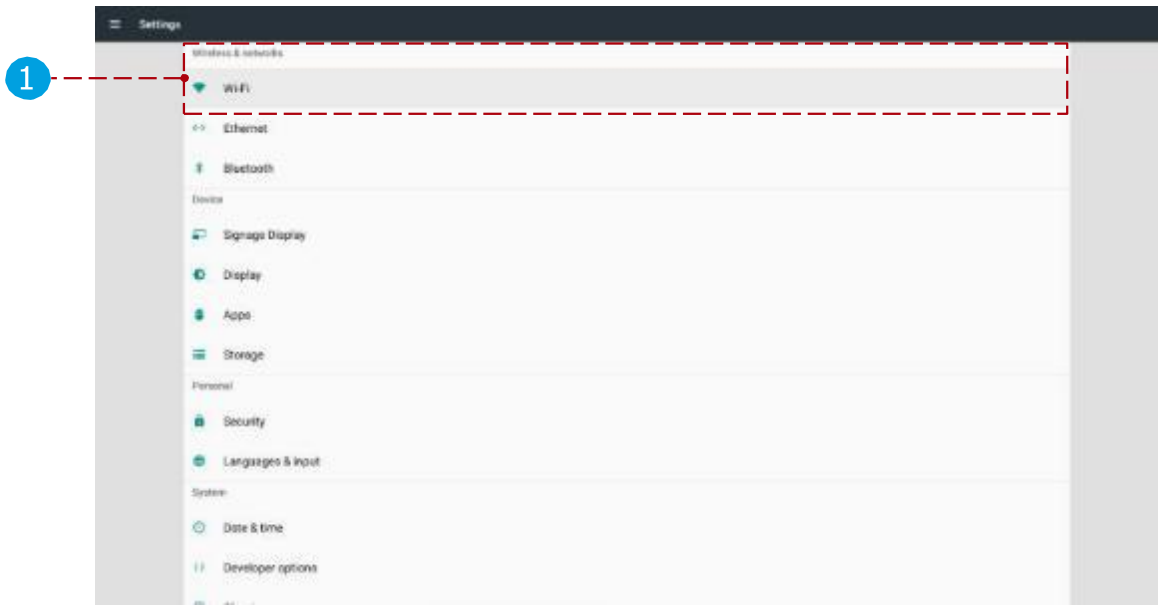 Settings
1
Wireless & networks
Wi-Fi
Ethernet
Bluetooth
Device
Signage Display
Display
Apps
Storage
Personal
Security
Languages & input
System
Date & time
Developer options